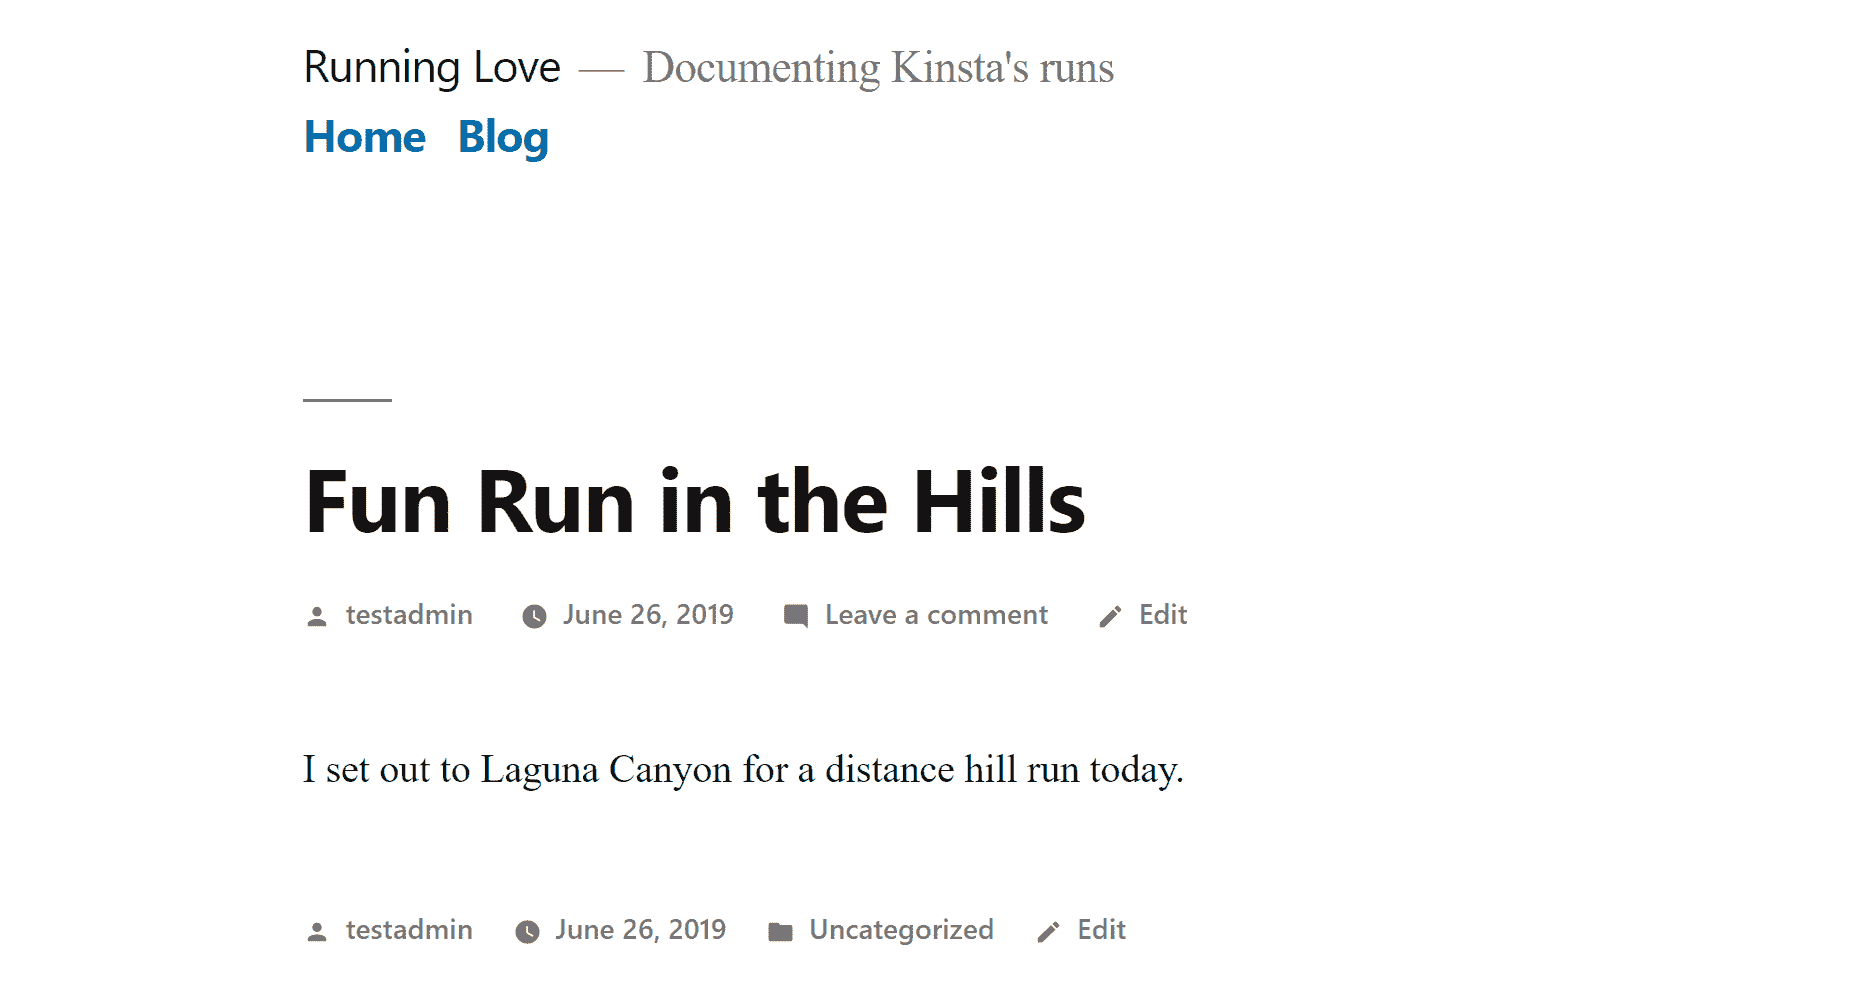 Running Love — Documenting Kinsta's runs
Home Blog
Fun Run in the Hills
testadmin June 26, 2019 Leave a comment Edit
I set out to Laguna Canyon for a distance hill run today.
testadmin June 26, 2019 Uncategorized Edit